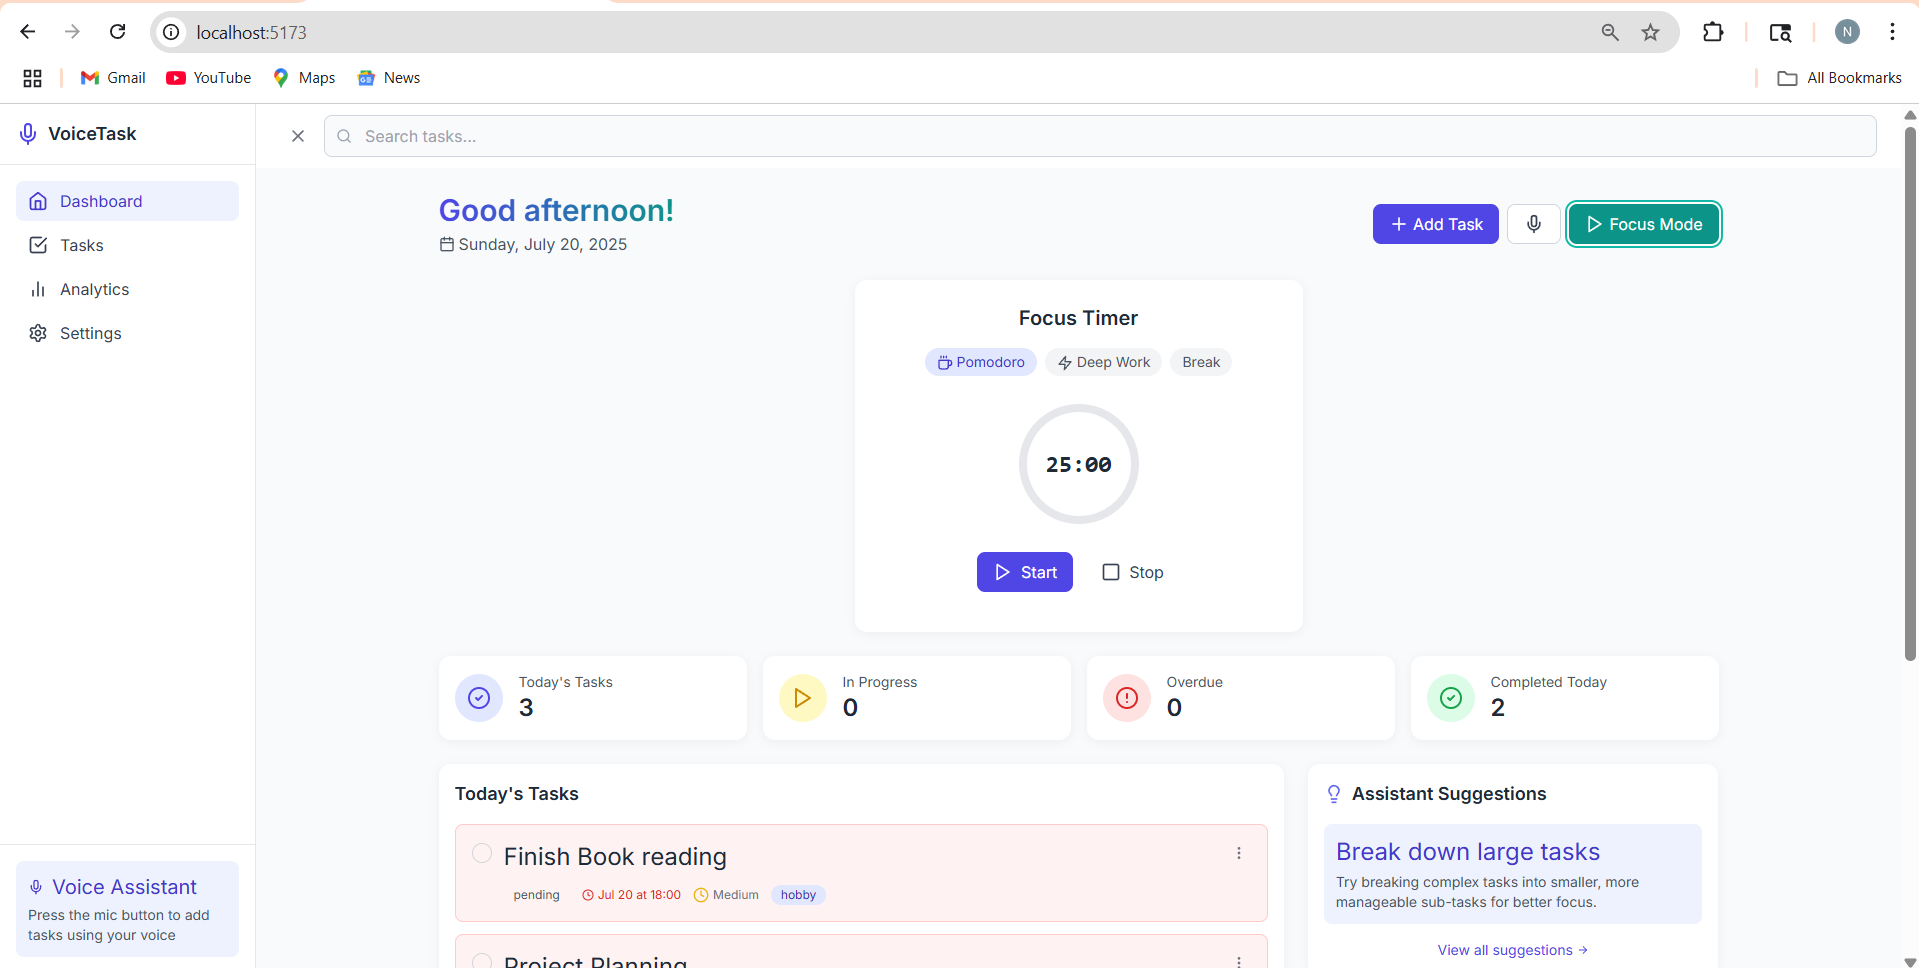 localhost:5173
N
Gmail
YouTube
Maps
News
All Bookmarks
VoiceTask
Search tasks...
Dashboard
Tasks
Analytics
Settings
Good afternoon!
Sunday, July 20, 2025
Add Task
Focus Mode
Focus Timer
Pomodoro
Deep Work
Break
25:00
Start
Stop
Today's Tasks
3
In Progress
0
Overdue
0
Completed Today
2
Today's Tasks
Finish Book reading
pending
Jul 20 at 18:00
Medium
hobby
Project Planning
Assistant Suggestions
Break down large tasks
Try breaking complex tasks into smaller, more
manageable sub-tasks for better focus.
View all suggestions →
Voice Assistant
Press the mic button to add
tasks using your voice